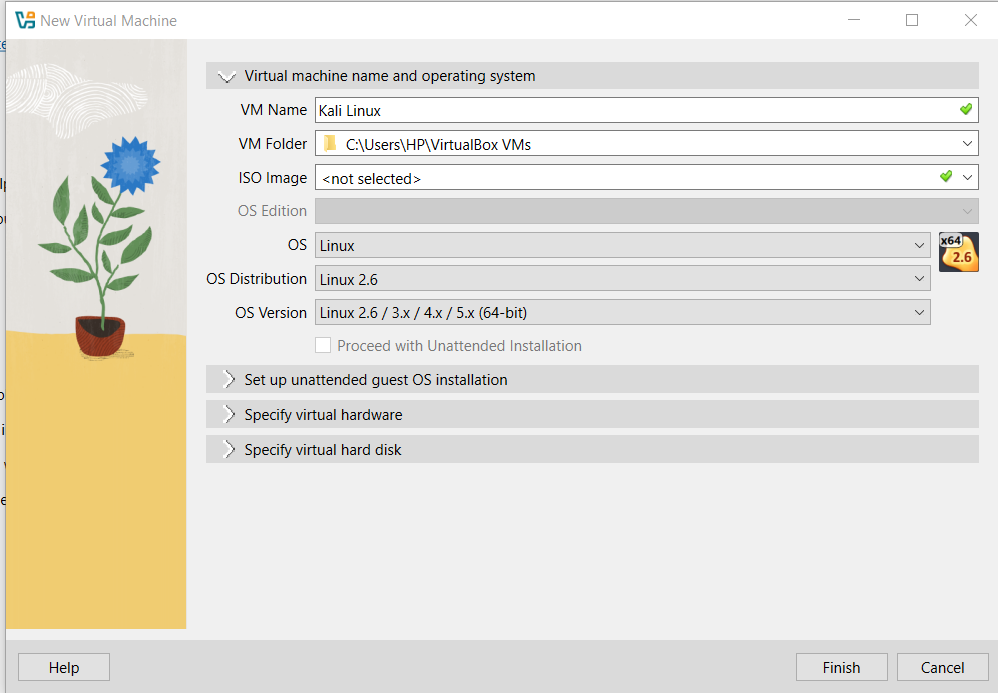 New Virtual Machine
Virtual machine name and operating system
VM Name Kali Linux
VM Folder C:\Users\HP\VirtualBox VMs
ISO Image <not selected>
OS Edition
OS Linux
x64
2.6
OS Distribution Linux 2.6
OS Version Linux 2.6 / 3.x / 4.x / 5.x (64-bit)
Proceed with Unattended Installation
Set up unattended guest OS installation
Specify virtual hardware
Specify virtual hard disk
Help Finish Cancel